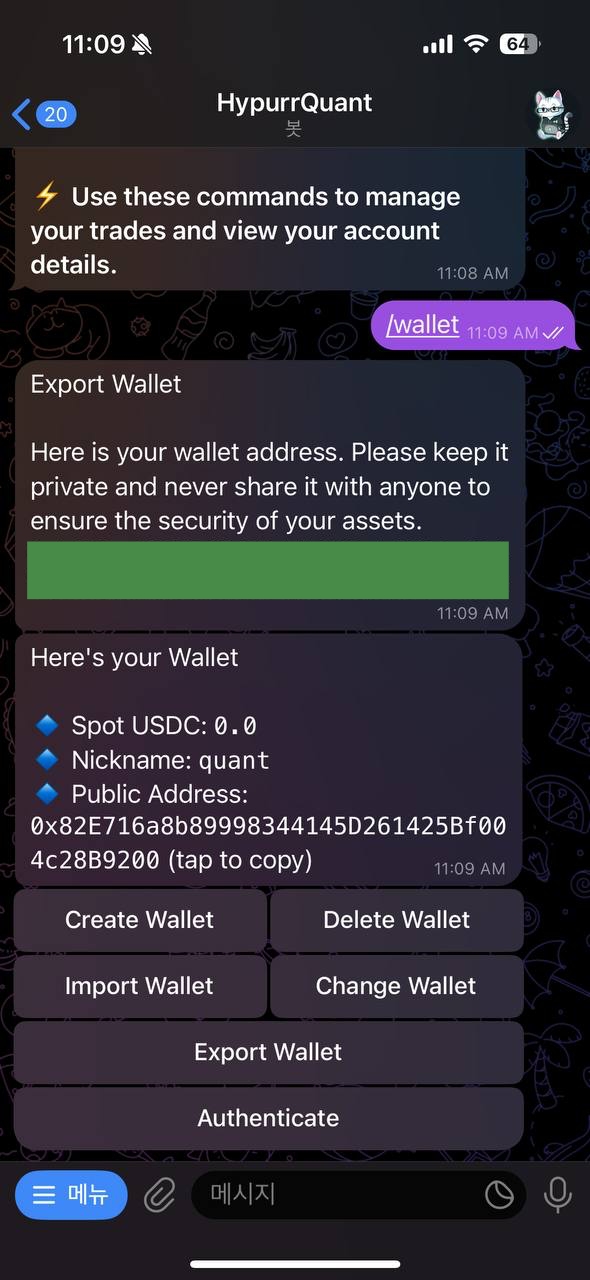 11:09
64
20
HypurrQuant
봇
⚡ Use these commands to manage
your trades and view your account
details.
11:08 AM
/wallet 11:09 AM
Export Wallet
Here is your wallet address. Please keep it
private and never share it with anyone to
ensure the security of your assets.
11:09 AM
Here's your Wallet
🔹 Spot USDC: 0.0
🔹 Nickname: quant
🔹 Public Address:
0x82E716a8b89998344145D261425Bf00
4c28B9200 (tap to copy)
11:09 AM
Create Wallet
Delete Wallet
Import Wallet
Change Wallet
Export Wallet
Authenticate
메뉴
메시지